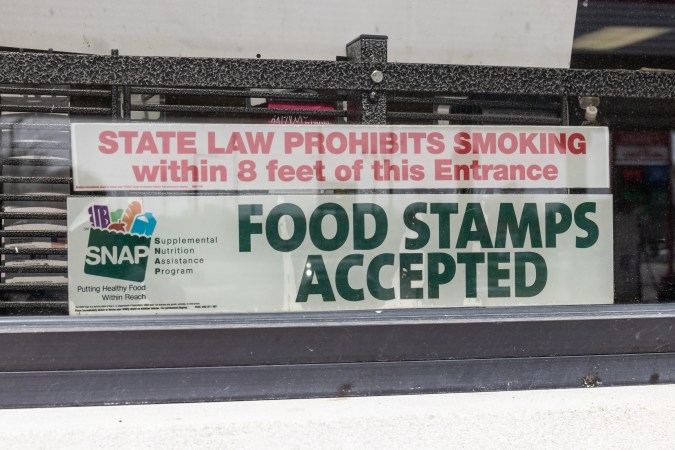 STATE LAW PROHIBITS SMOKING
within 8 feet of this Entrance
SNAP
Supplemental
Nutrition
Assistance
Program
Putting Healthy Food
Within Reach
FOOD STAMPS
ACCEPTED